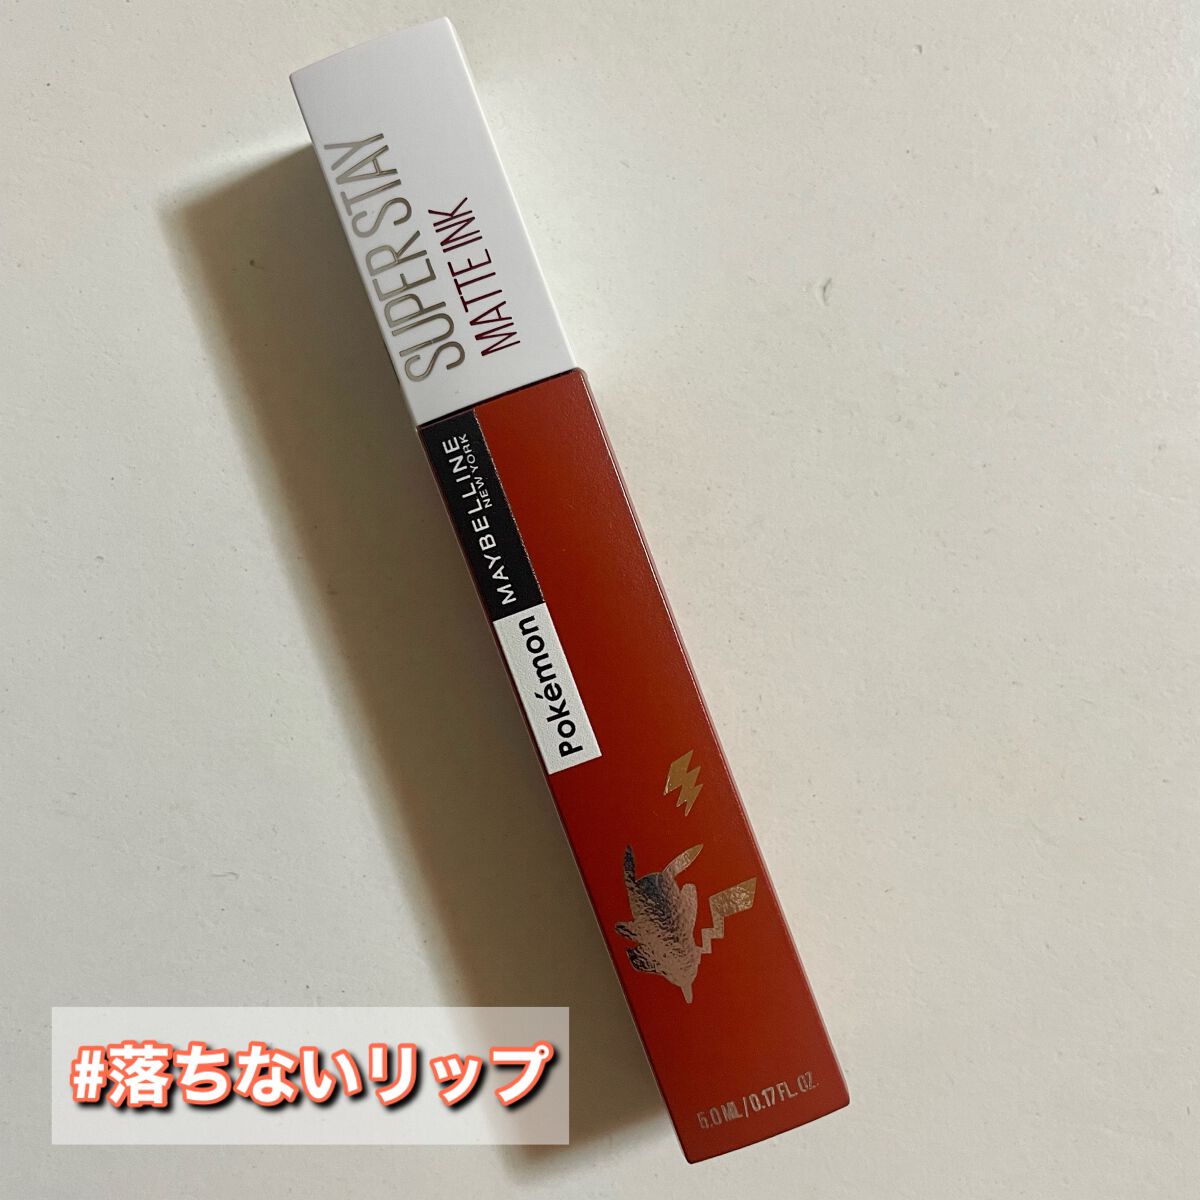 SUPER STAY
MATTE INK
MAYBELLINE
NEW YORK
Pokémon
5.0 ML / 0.17 FL. OZ.
#落ちないリップ